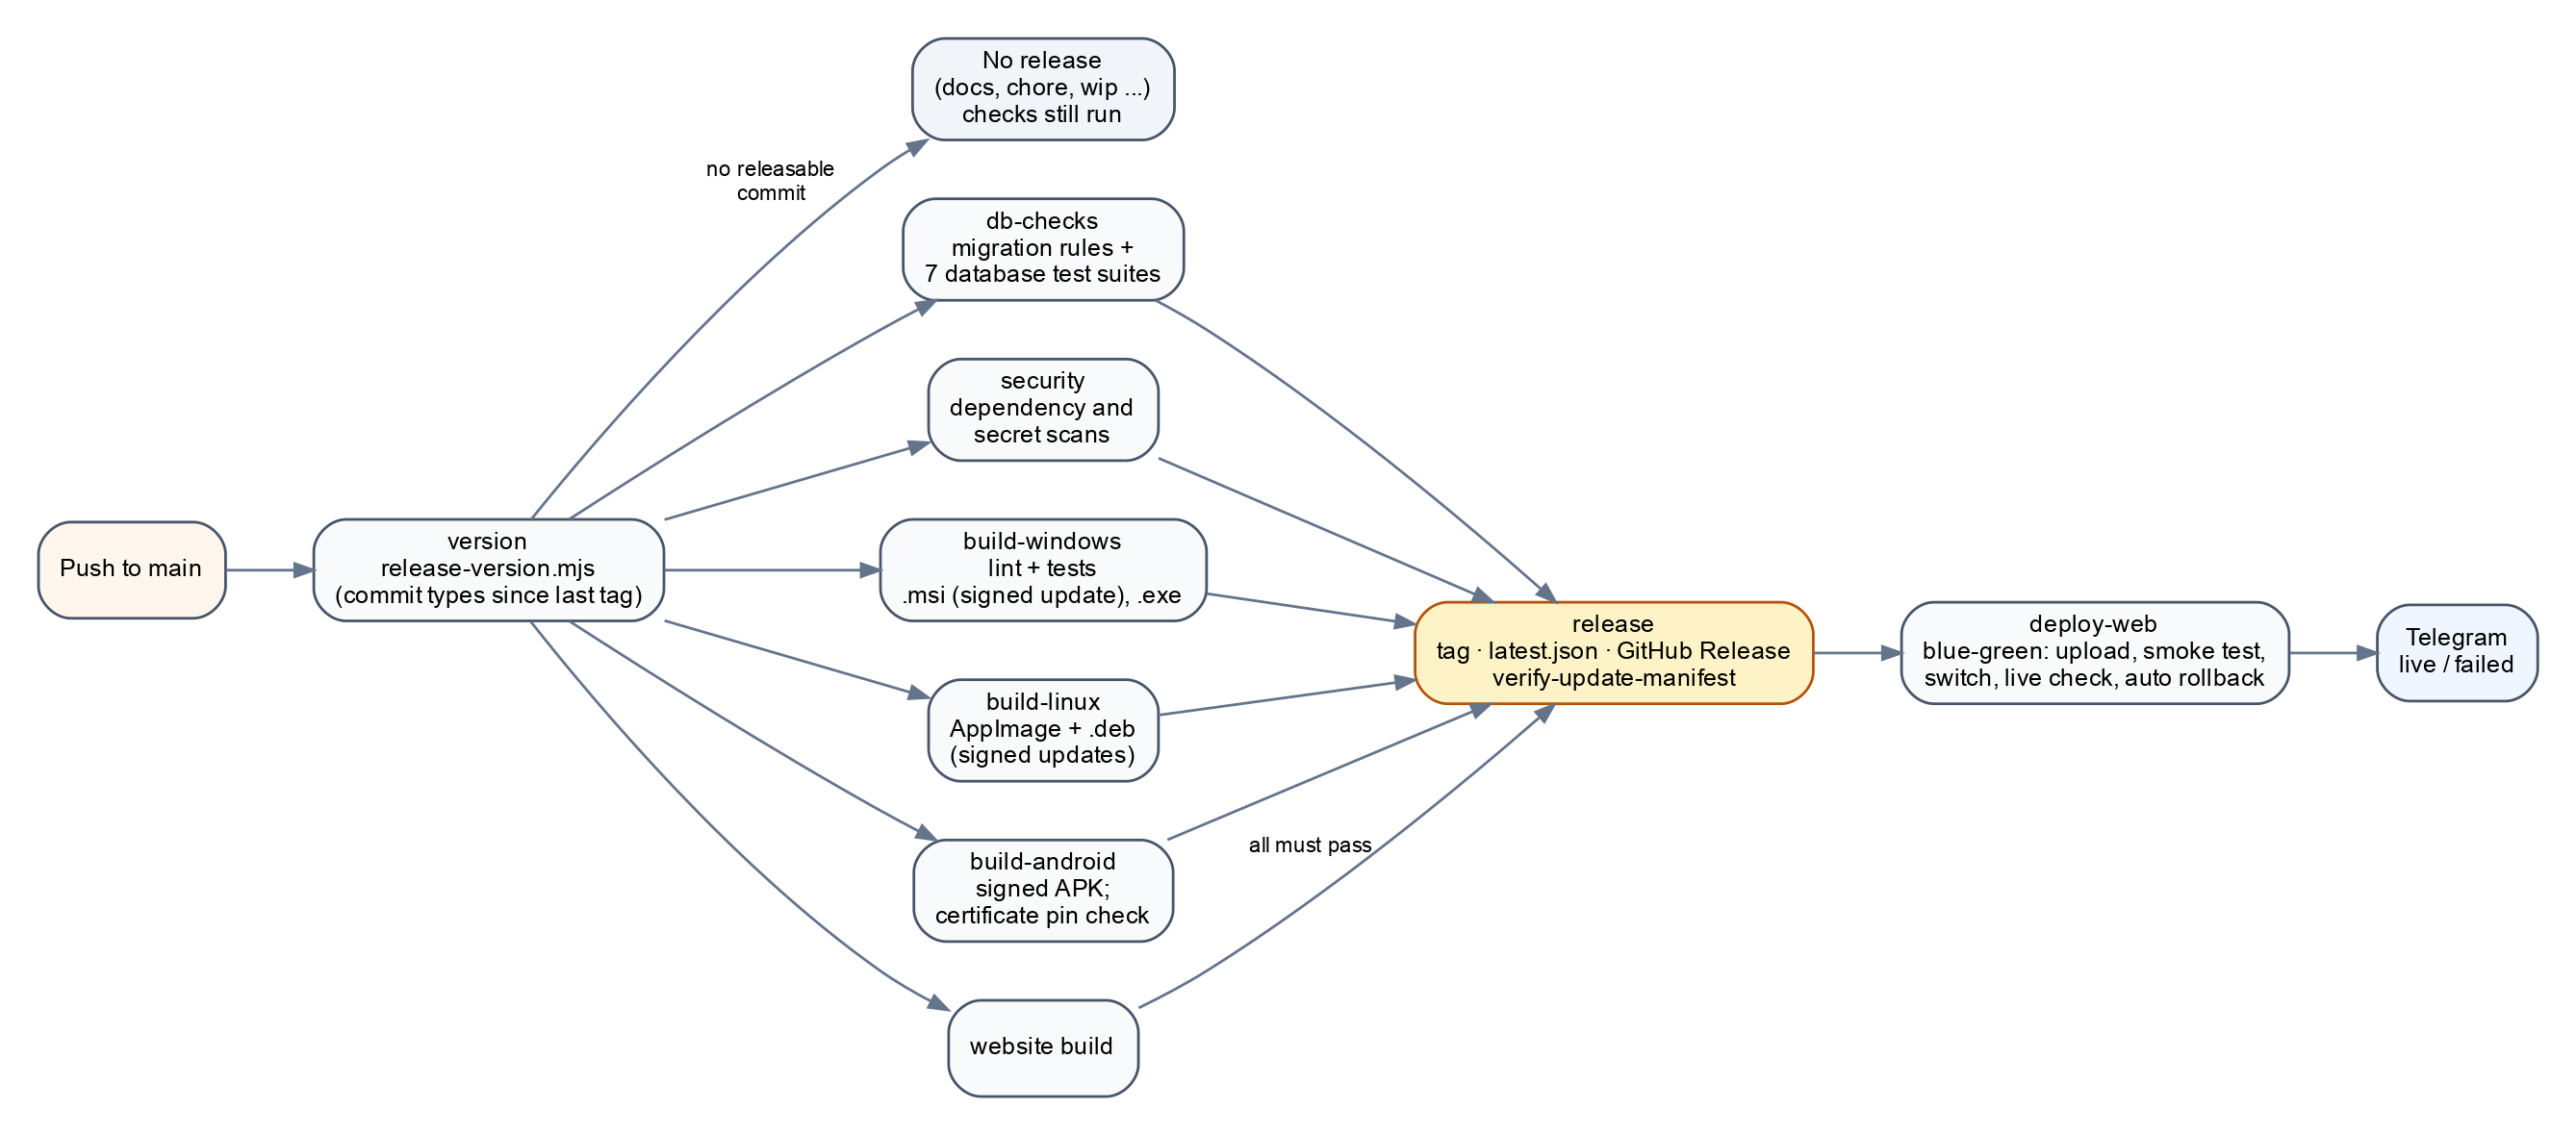 No release
(docs, chore, wip ...)
checks still run
no releasable
commit
db-checks
migration rules +
7 database test suites
security
dependency and
secret scans
Push to main
version
release-version.mjs
(commit types since last tag)
build-windows
lint + tests
.msi (signed update), .exe
release
tag · latest.json · GitHub Release
verify-update-manifest
deploy-web
blue-green: upload, smoke test,
switch, live check, auto rollback
Telegram
live / failed
build-linux
AppImage + .deb
(signed updates)
all must pass
build-android
signed APK;
certificate pin check
website build